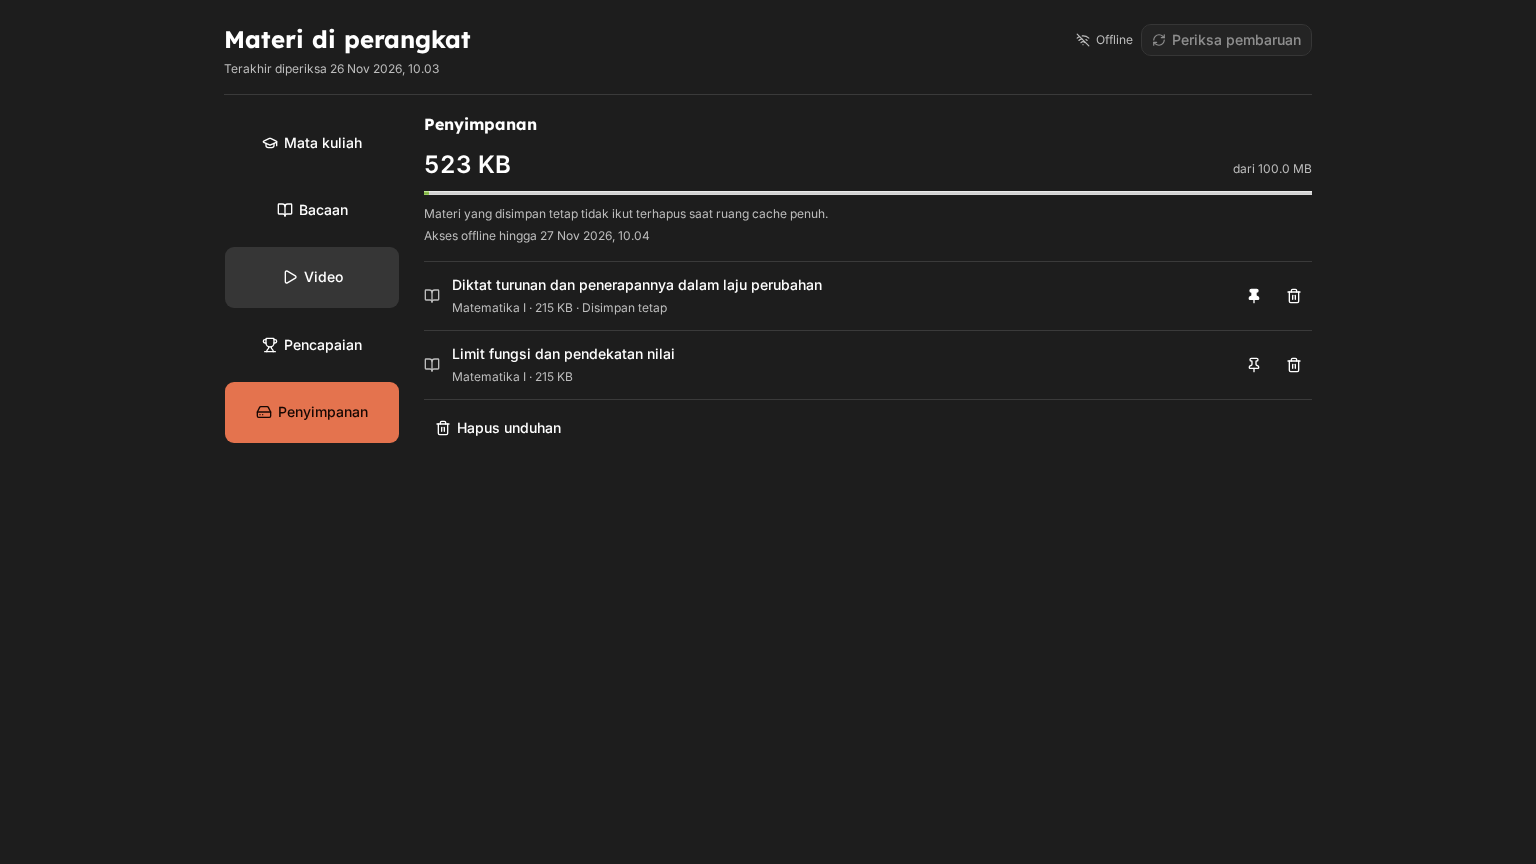 Materi di perangkat
Offline
Periksa pembaruan
Terakhir diperiksa 26 Nov 2026, 10.03
Mata kuliah
Bacaan
Video
Pencapaian
Penyimpanan
Penyimpanan
523 KB
dari 100.0 MB
Materi yang disimpan tetap tidak ikut terhapus saat ruang cache penuh.
Akses offline hingga 27 Nov 2026, 10.04
Diktat turunan dan penerapannya dalam laju perubahan
Matematika I · 215 KB · Disimpan tetap
Limit fungsi dan pendekatan nilai
Matematika I · 215 KB
Hapus unduhan